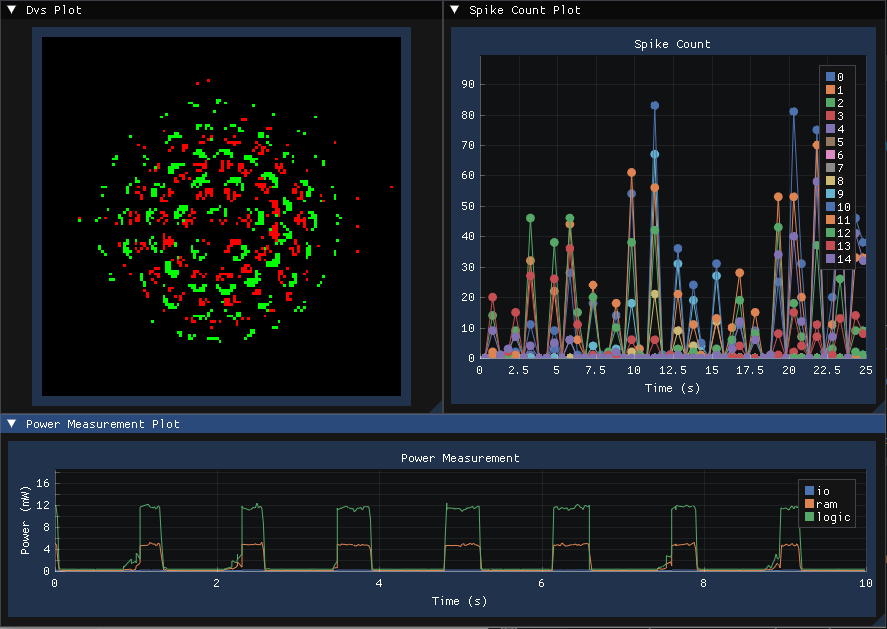 Dvs Plot
Spike Count Plot
Spike Count
90
80
70
60
50
40
30
20
10
0
0 2.5 5 7.5 10 12.5 15 17.5 20 22.5 25
Time (s)
0
1
2
3
4
5
6
7
8
9
10
11
12
13
14
Power Measurement Plot
Power Measurement
Power (mW)
16
12
8
4
0
0 2 4 6 8 10
Time (s)
io
ram
logic